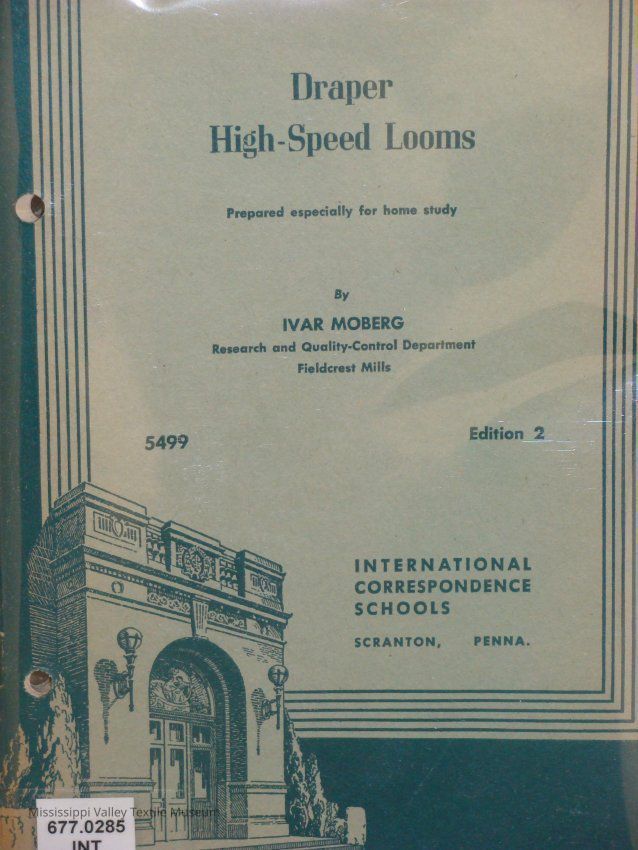 Draper
High-Speed Looms
Prepared especially for home study
By
IVAR MOBERG
Research and Quality-Control Department
Fieldcrest Mills
5499
Edition 2
INTERNATIONAL
CORRESPONDENCE
SCHOOLS
SCRANTON, PENNA.
Mississippi Valley Textile Museum
677.0285
INT